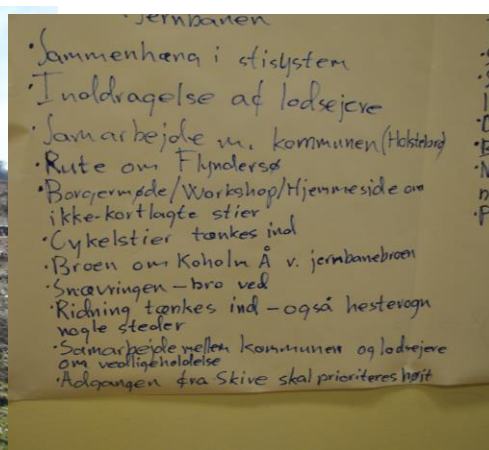 · Jernbanen
· Sammenhæng i stisystem
· Inddragelse af lodsejere
· Samarbejde m. kommunen (Holstebro)
· Rute om Flyndersø
· Borgermøde/Workshop/Hjemmeside om
ikke-kortlagte stier
· Cykelstier tænkes ind
· Broen om Koholm Å v. jernbanebroen
· Snævringen - bro ved
· Ridning tænkes ind - også hestevogn
nogle steder
· Samarbejde mellem kommunen og lodsejere
om vedligeholdelse
· Adgangen fra Skive skal prioriteres højt